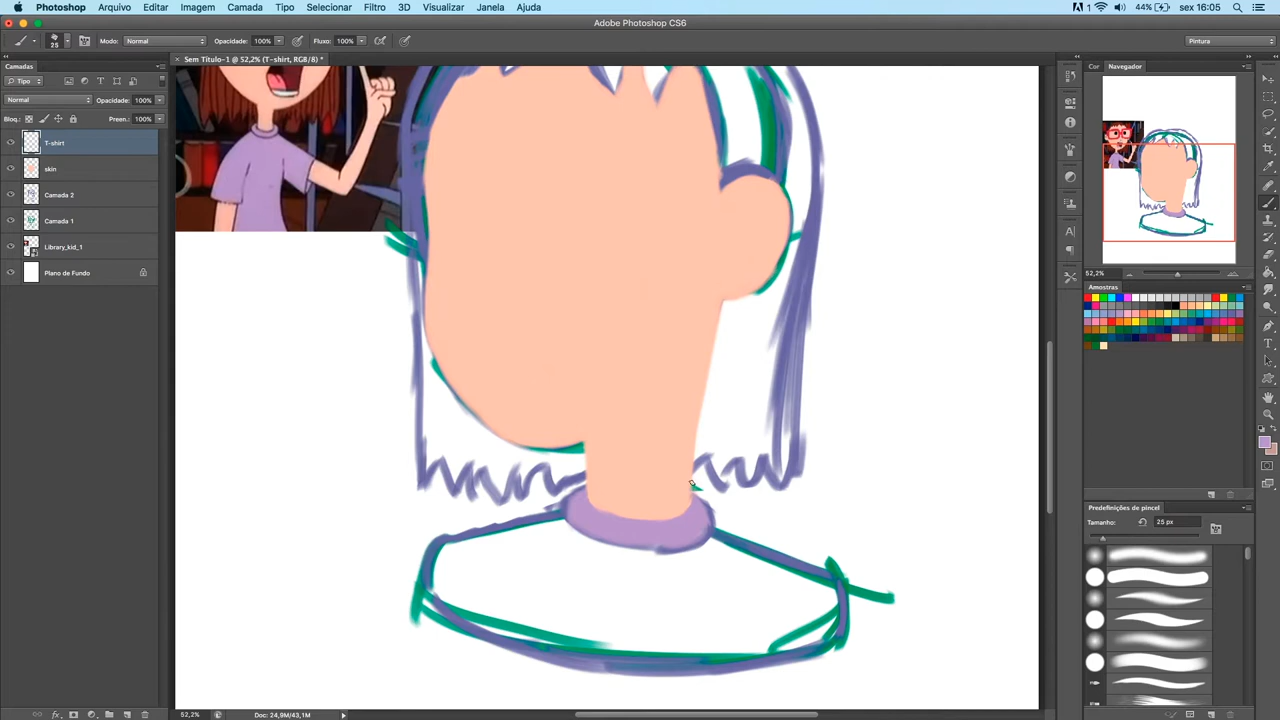 Photoshop Arquivo Editar Imagem Camada Tipo Selecionar Filtro 3D Visualizar Janela Ajuda 1 44% sex 16:05
Adobe Photoshop CS6
25 Modo: Normal Opacidade: 100% Fluxo: 100% Pintura
Sem Título-1 @ 52,2% (T-shirt, RGB/8) *
Camadas
Tipo
Normal Opacidade: 100%
Bloq.: Preen.: 100%
T-shirt
skin
Camada 2
Camada 1
Library_kid_1
Plano de Fundo
Cor Navegador
52,2%
Amostras
Predefinições de pincel
Tamanho: 25 px
52,2% Doc: 24,9M/43,1M